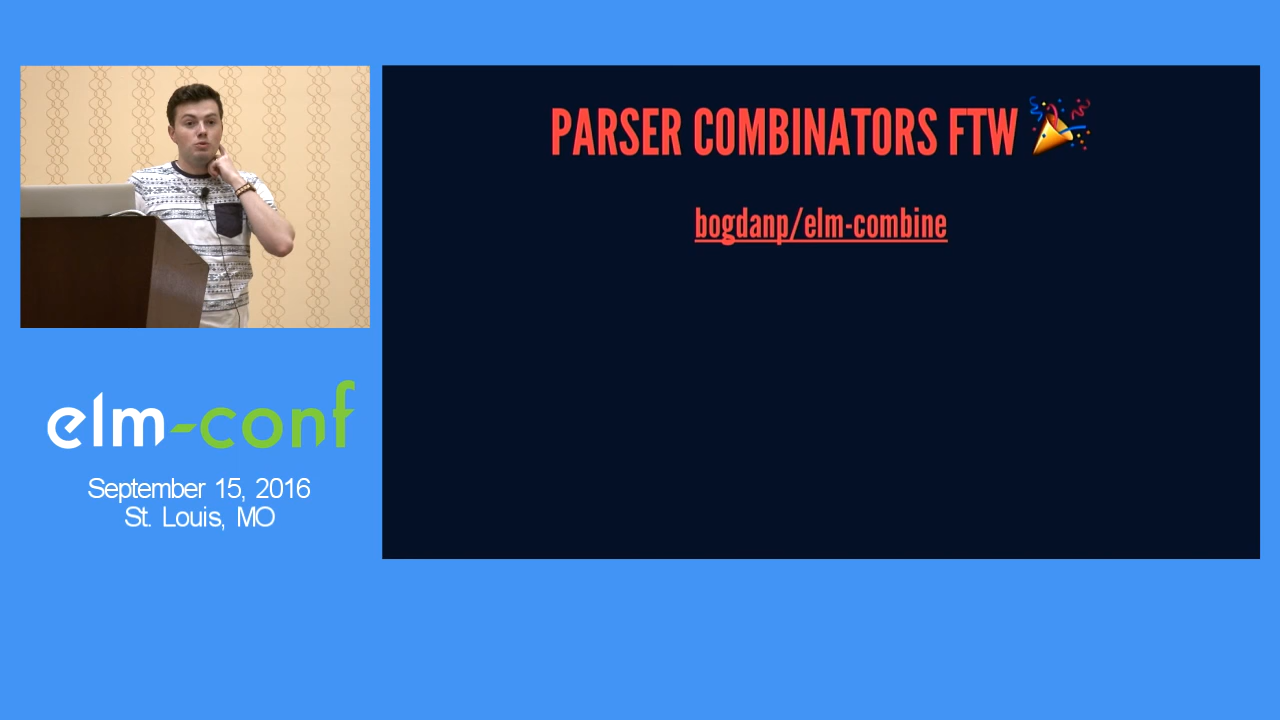 PARSER COMBINATORS FTW
bogdanp/elm-combine
elm-conf
September 15, 2016
St. Louis, MO